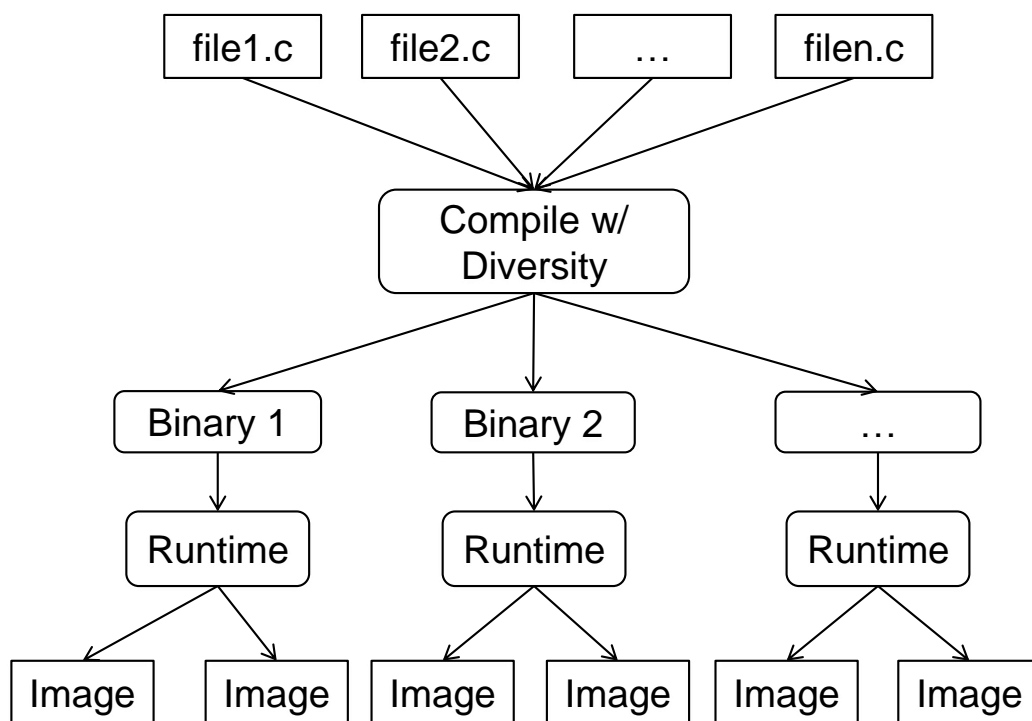 file1.c
file2.c
…
filen.c
Compile w/
Diversity
Binary 1
Binary 2
…
Runtime
Runtime
Runtime
Image
Image
Image
Image
Image
Image